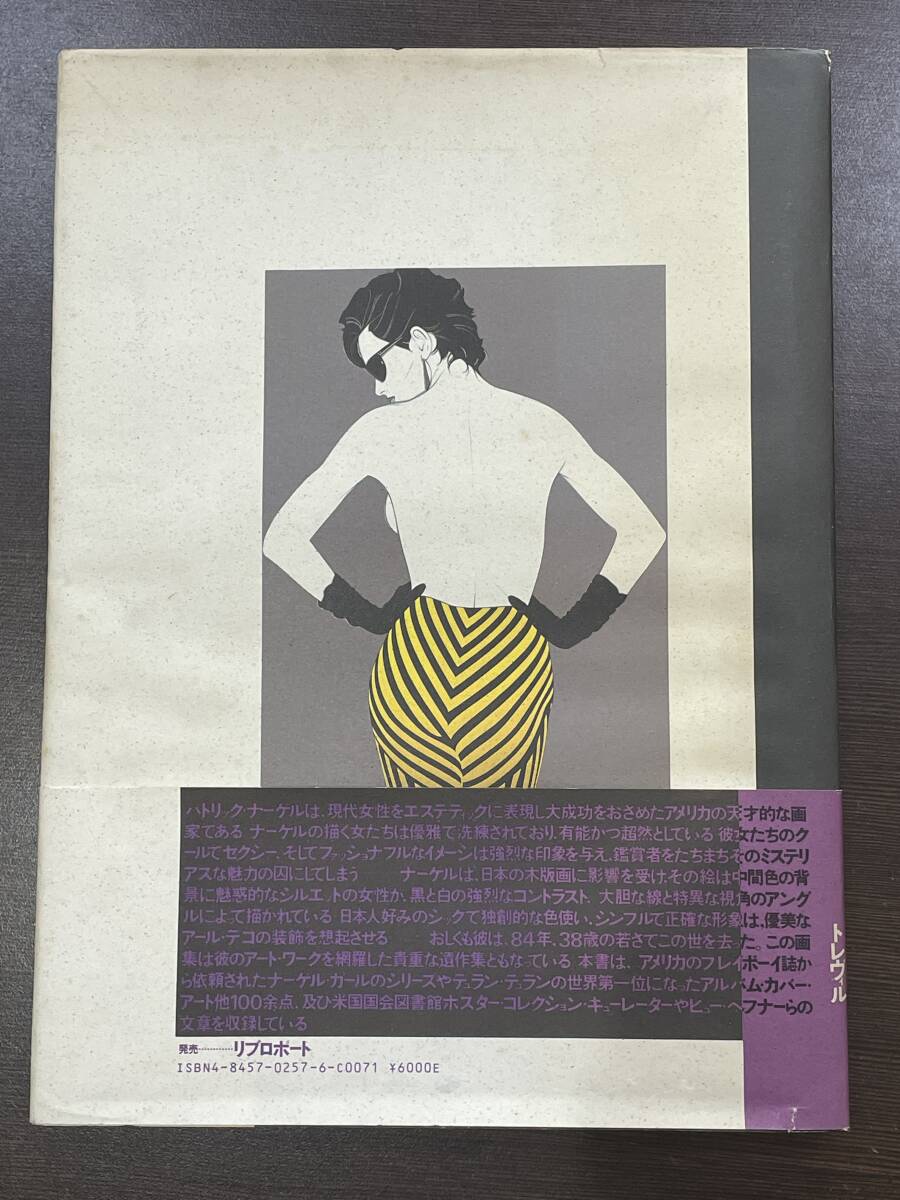 パトリック・ナーゲルは、現代女性をエステティックに表現し大成功をおさめたアメリカの天才的な画
家である ナーゲルの描く女たちは優雅で洗練されており、有能かつ超然としている 彼女たちのク
ールでセクシー、そしてファッショナブルなイメージは強烈な印象を与え、鑑賞者をたちまちそのミステリ
アスな魅力の囚にしてしまう ナーゲルは、日本の木版画に影響を受け、その絵は中間色の背
景に魅惑的なシルエットの女性が、黒と白の強烈なコントラスト、大胆な線と特異な視角のアング
ルによって描かれている 日本人好みのシックで独創的な色使い、シンプルで正確な形象は、優美な
アール・デコの装飾を想起させる おしくも彼は、84年、38歳の若さでこの世を去った。この画
集は彼のアート・ワークを網羅した貴重な遺作集ともなっている 本書は、アメリカのプレイボーイ誌か
ら依頼されたナーゲル・ガールのシリーズやデュラン・デュランの世界第一位になったアルバム・カバー・
アート他100余点、及び米国国会図書館ポスター・コレクション・キューレーターやヒュー・ヘフナーらの
文章を収録している
発売…………リブロポート
ISBN4-8457-0257-6-C0071 ¥6000E
トレヴィル